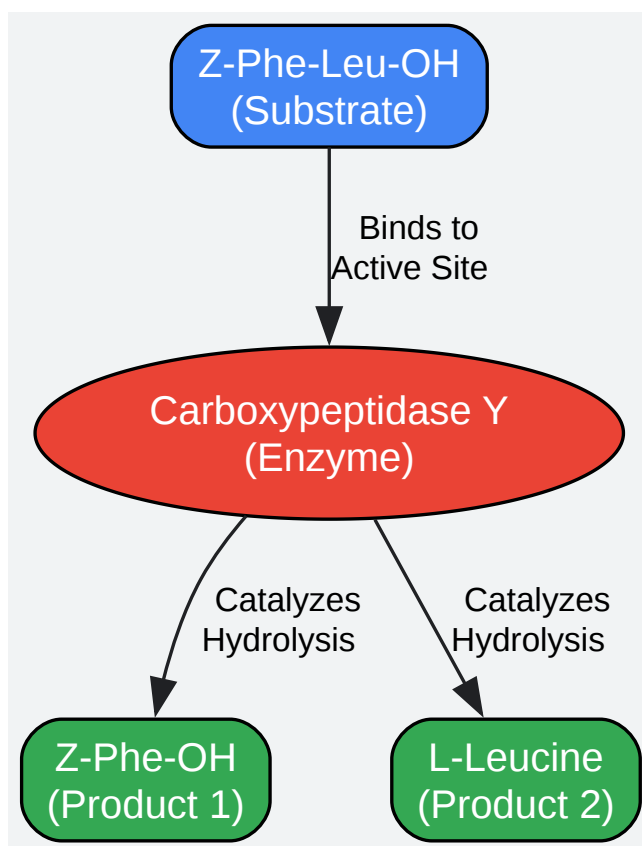 Z-Phe-Leu-OH
(Substrate)
Binds to
Active Site
Carboxypeptidase Y
(Enzyme)
Catalyzes
Hydrolysis
Catalyzes
Hydrolysis
Z-Phe-OH
(Product 1)
L-Leucine
(Product 2)